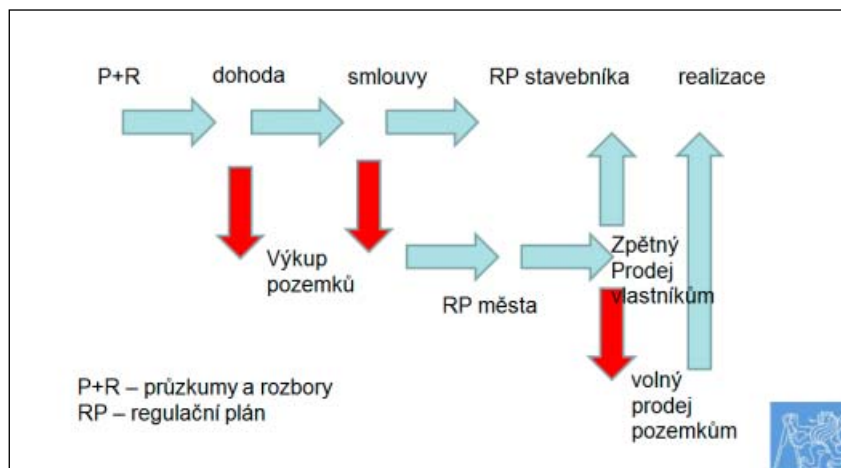 P+R dohoda smlouvy RP stavebníka realizace
Výkup
pozemků
Zpětný
Prodej
vlastníkům
RP města
P+R – průzkumy a rozbory
RP – regulační plán
volný
prodej
pozemkům